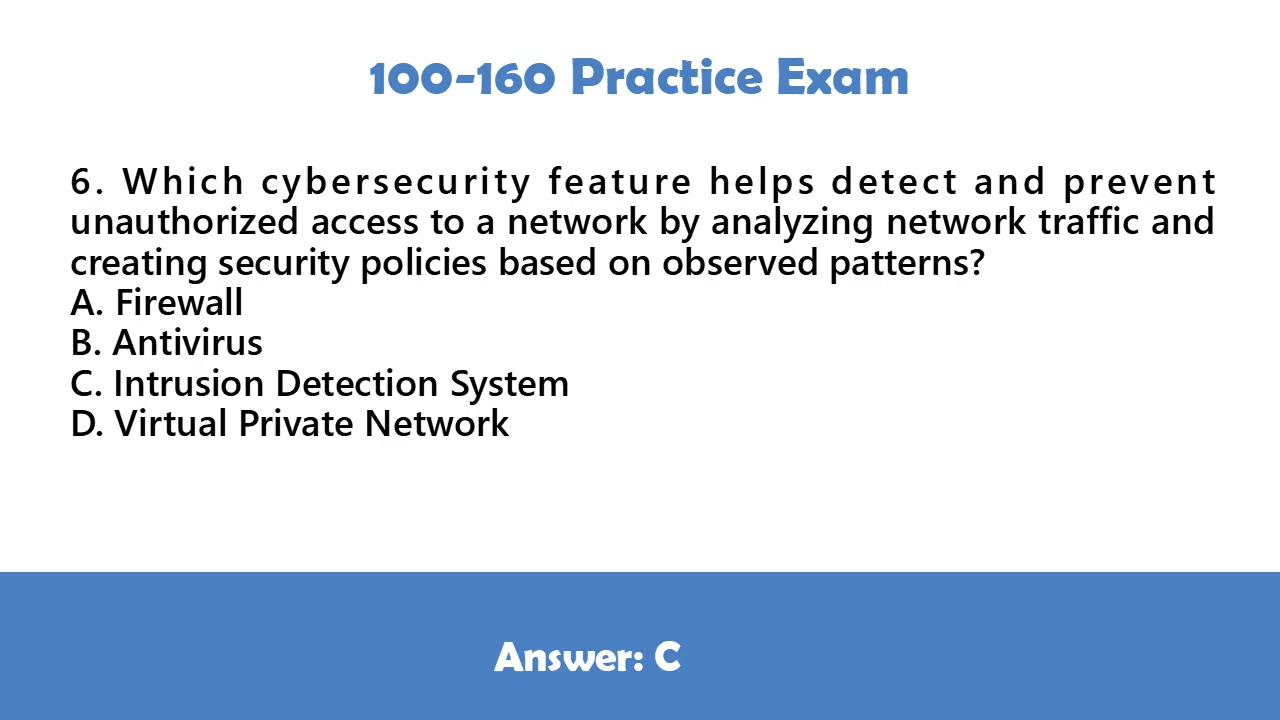 100-160 Practice Exam
6. Which cybersecurity feature helps detect and prevent
unauthorized access to a network by analyzing network traffic and
creating security policies based on observed patterns?
A. Firewall
B. Antivirus
C. Intrusion Detection System
D. Virtual Private Network
Answer: C